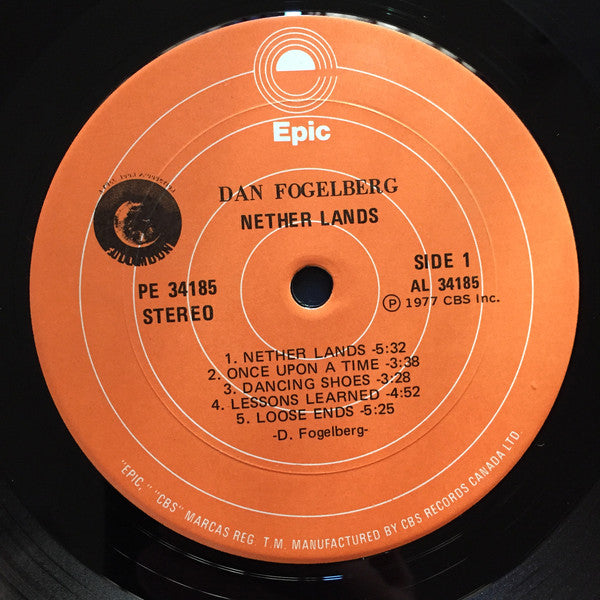 Epic
DAN FOGELBERG
NETHER LANDS
FULL MOON
PE 34185
STEREO
SIDE 1
AL 34185
Ⓟ 1977 CBS Inc.
1. NETHER LANDS -5:32
2. ONCE UPON A TIME -3:38
3. DANCING SHOES -3:28
4. LESSONS LEARNED -4:52
5. LOOSE ENDS -5:25
-D. Fogelberg-
"EPIC," "CBS" MARCAS REG. T.M. MANUFACTURED BY CBS RECORDS CANADA LTD.